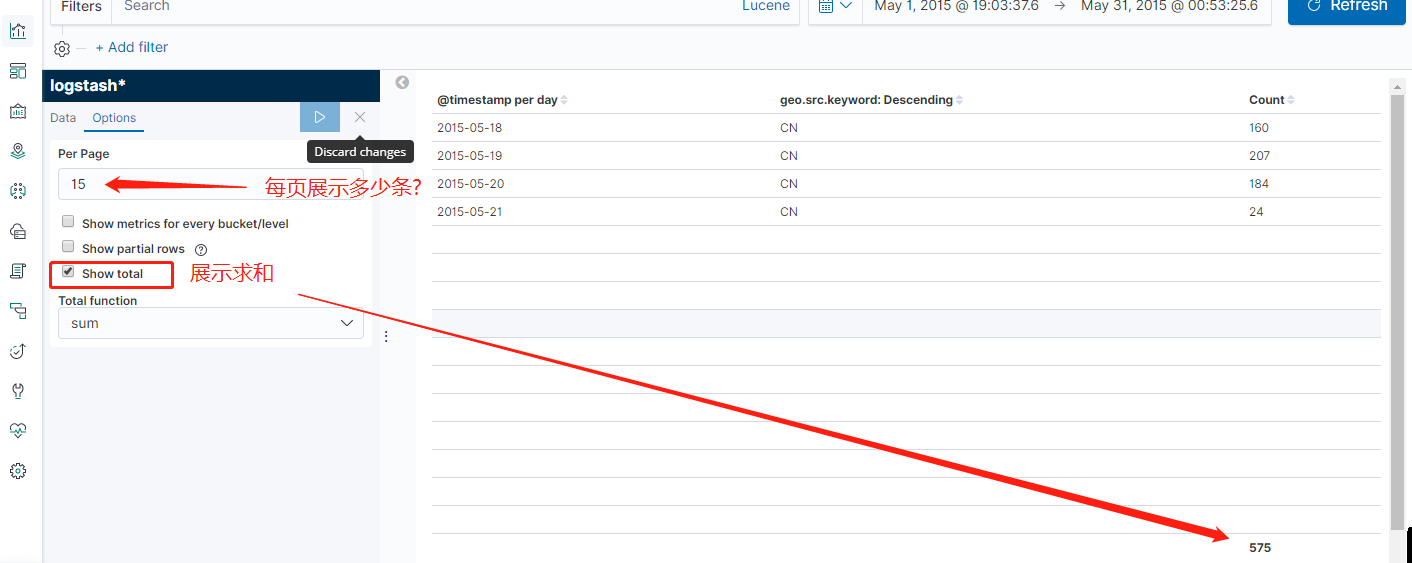 Filters Search Lucene May 1, 2015 @ 19:03:37.6 → May 31, 2015 @ 00:53:25.6 Refresh
+ Add filter
logstash*
Data Options
Discard changes
Per Page
15 每页展示多少条?
Show metrics for every bucket/level
Show partial rows
Show total 展示求和
Total function
sum
@timestamp per day geo.src.keyword: Descending Count
2015-05-18 CN 160
2015-05-19 CN 207
2015-05-20 CN 184
2015-05-21 CN 24
575